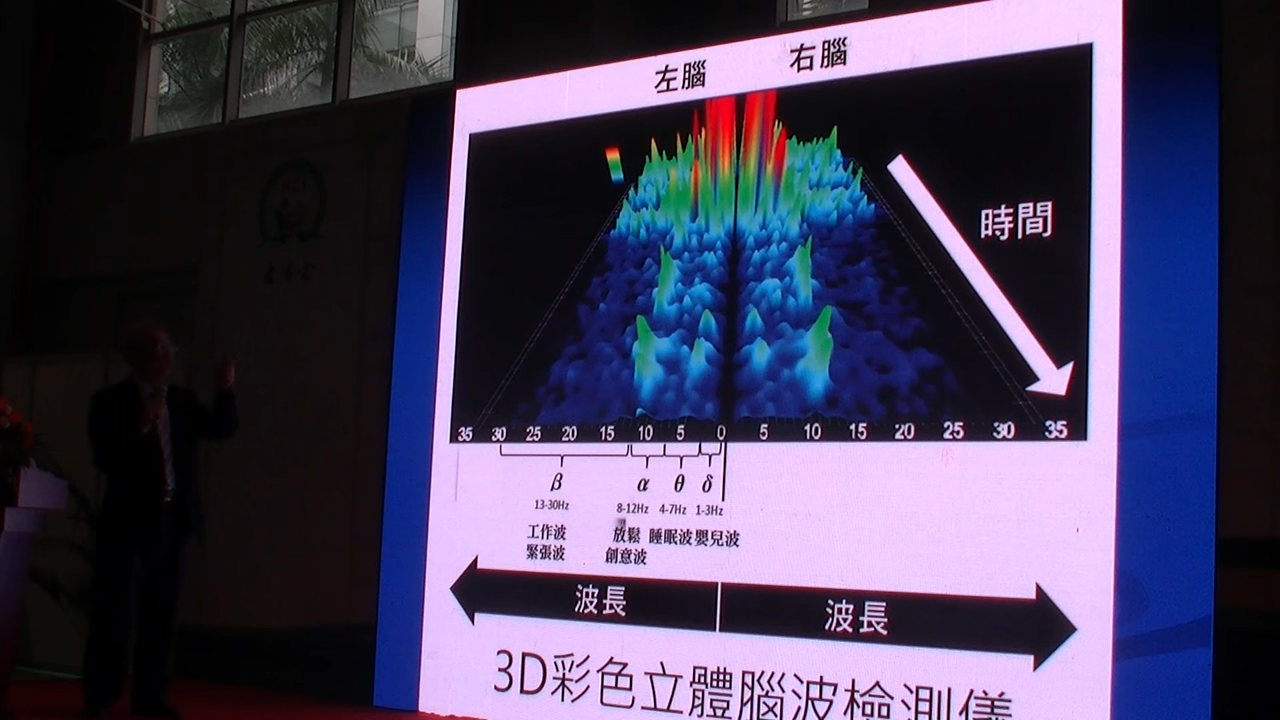 左腦
右腦
時間
35 30 25 20 15 10 5 0 5 10 15 20 25 30 35
β α θ δ
13-30Hz 8-12Hz 4-7Hz 1-3Hz
工作波 放鬆 睡眠波 嬰兒波
緊張波 創意波
波長 波長
3D彩色立體腦波檢測儀